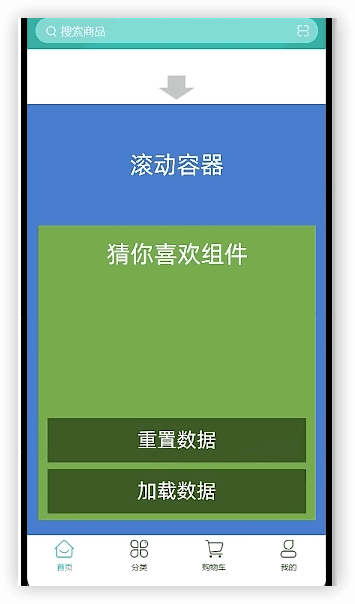 搜索商品
滚动容器
猜你喜欢组件
重置数据
加载数据
首页
分类
购物车
我的